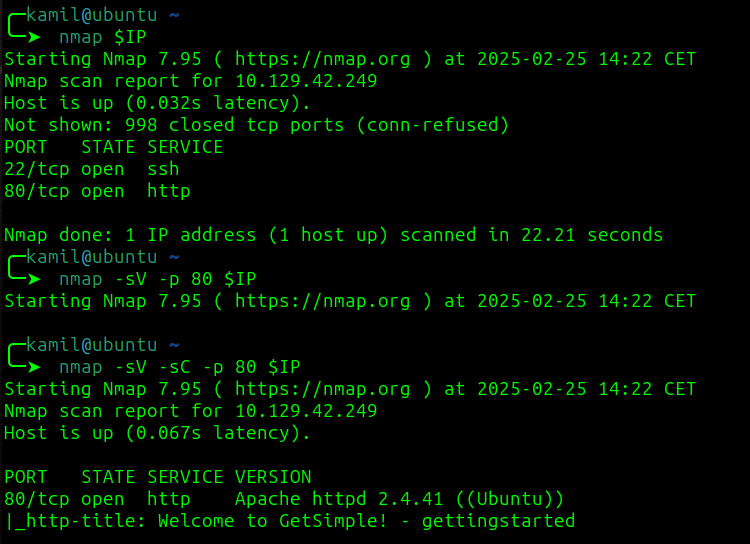 kamil@ubuntu ~
nmap $IP
Starting Nmap 7.95 ( https://nmap.org ) at 2025-02-25 14:22 CET
Nmap scan report for 10.129.42.249
Host is up (0.032s latency).
Not shown: 998 closed tcp ports (conn-refused)
PORT   STATE SERVICE
22/tcp open  ssh
80/tcp open  http
Nmap done: 1 IP address (1 host up) scanned in 22.21 seconds
kamil@ubuntu ~
nmap -sV -p 80 $IP
Starting Nmap 7.95 ( https://nmap.org ) at 2025-02-25 14:22 CET
kamil@ubuntu ~
nmap -sV -sC -p 80 $IP
Starting Nmap 7.95 ( https://nmap.org ) at 2025-02-25 14:22 CET
Nmap scan report for 10.129.42.249
Host is up (0.067s latency).
PORT   STATE SERVICE VERSION
80/tcp open  http    Apache httpd 2.4.41 ((Ubuntu))
|_http-title: Welcome to GetSimple! - gettingstarted